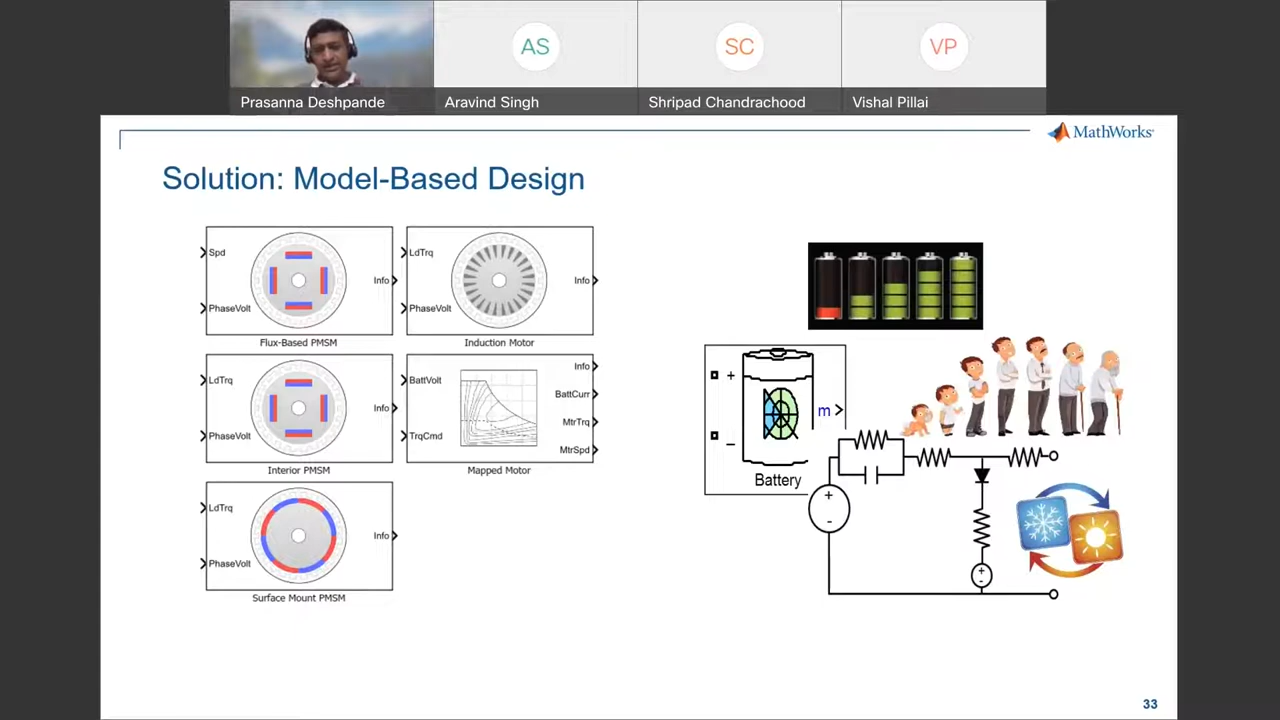 AS
SC
VP
Prasanna Deshpande
Aravind Singh
Shripad Chandrachood
Vishal Pillai
MathWorks
Solution: Model-Based Design
Spd
PhaseVolt
Info
Flux-Based PMSM
LdTrq
PhaseVolt
Info
Induction Motor
LdTrq
PhaseVolt
Info
Interior PMSM
BattVolt
TrqCmd
Info
BattCurr
MtrTrq
MtrSpd
Mapped Motor
LdTrq
PhaseVolt
Info
Surface Mount PMSM
+
–
m
Battery
+
-
+
-
33